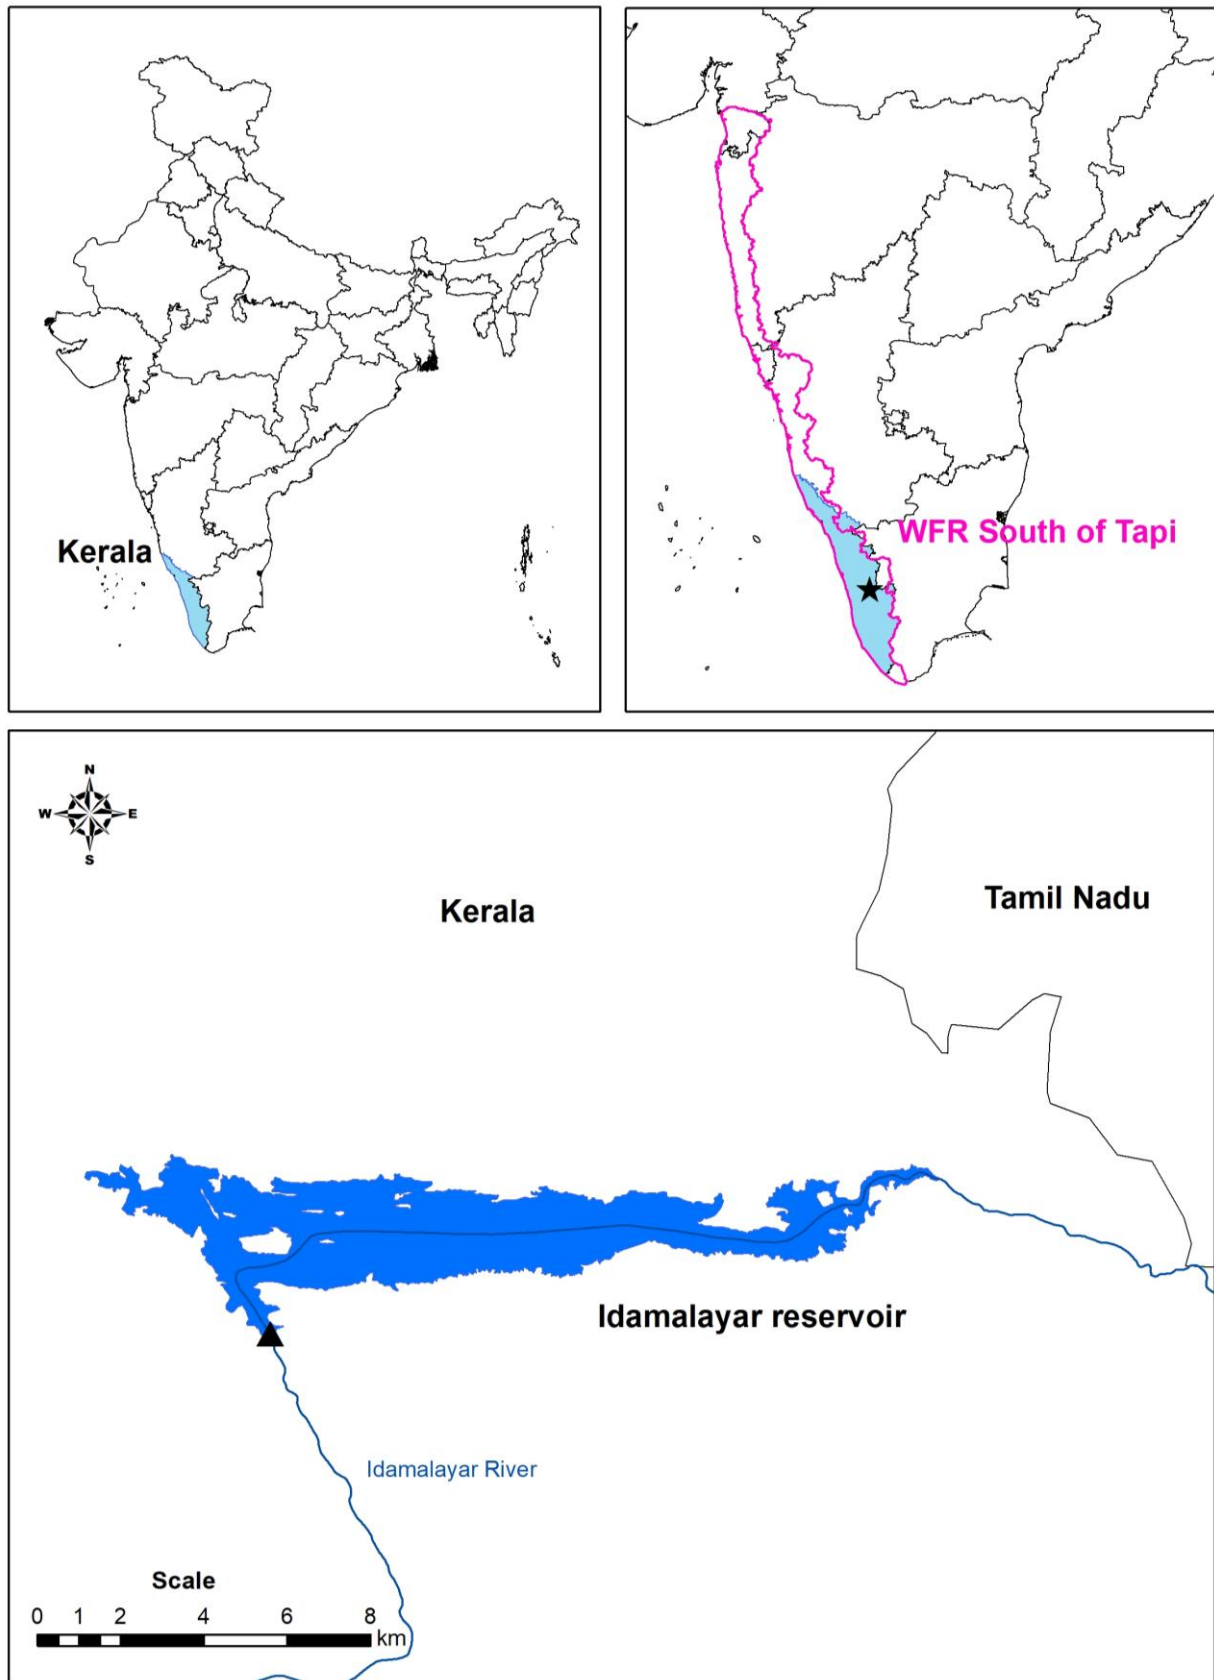 Kerala
WFR South of Tapi
N
W E
S
Kerala
Tamil Nadu
Idamalayar reservoir
Idamalayar River
Scale
0 1 2 4 6 8
km